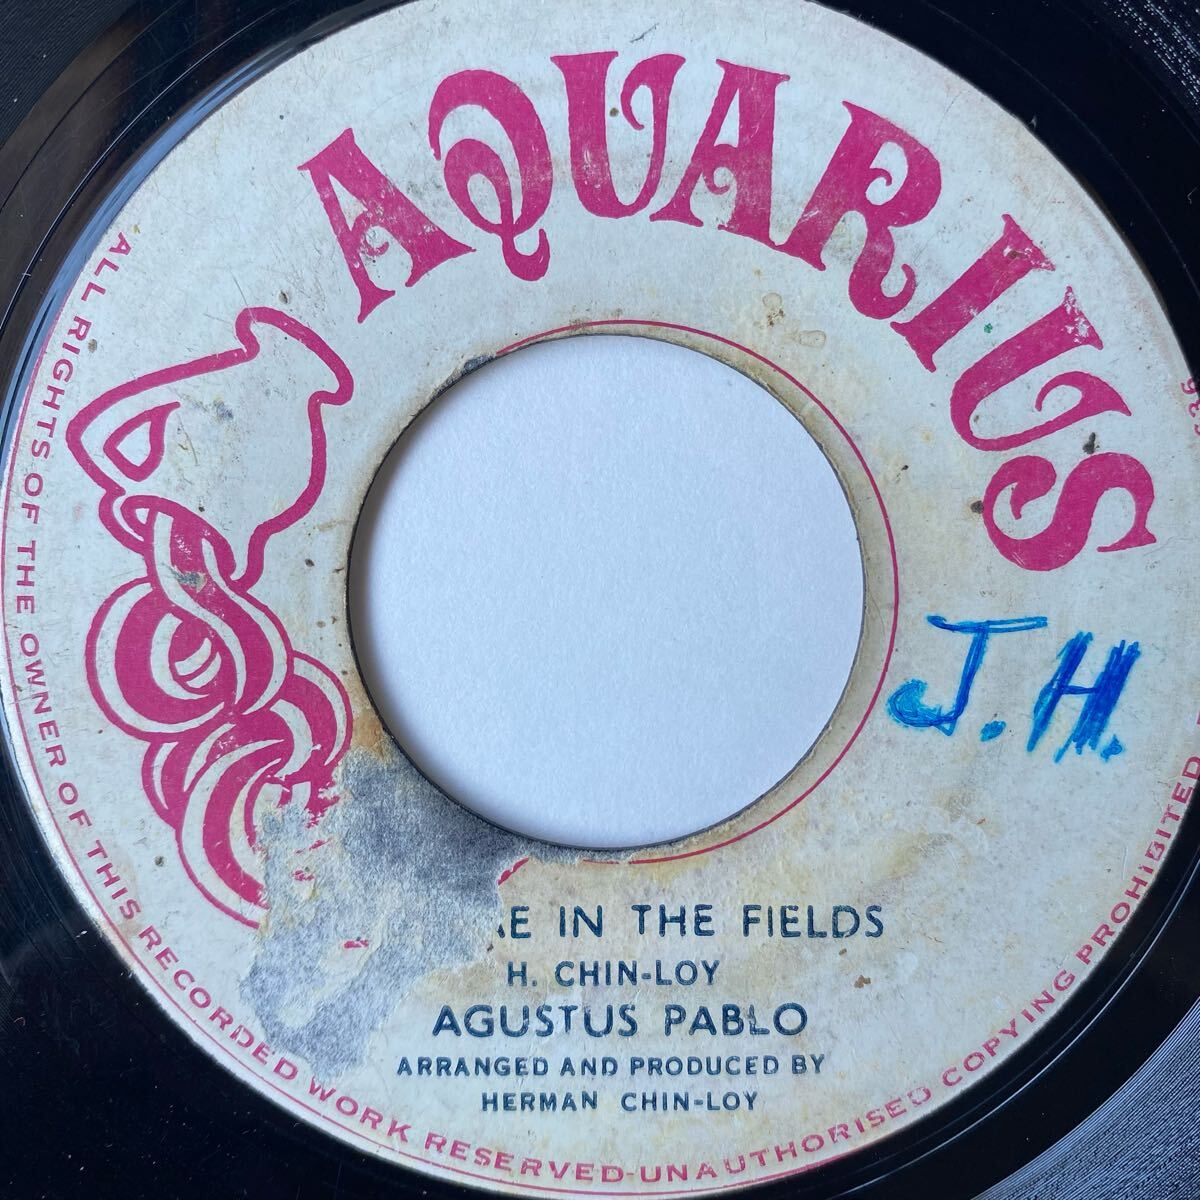 AQUARIUS
J.H.
IN THE FIELDS
H. CHIN-LOY
AGUSTUS PABLO
ARRANGED AND PRODUCED BY
HERMAN CHIN-LOY
ALL RIGHTS OF THE OWNER OF THIS RECORDED WORK RESERVED-UNAUTHORISED COPYING PROHIBITED